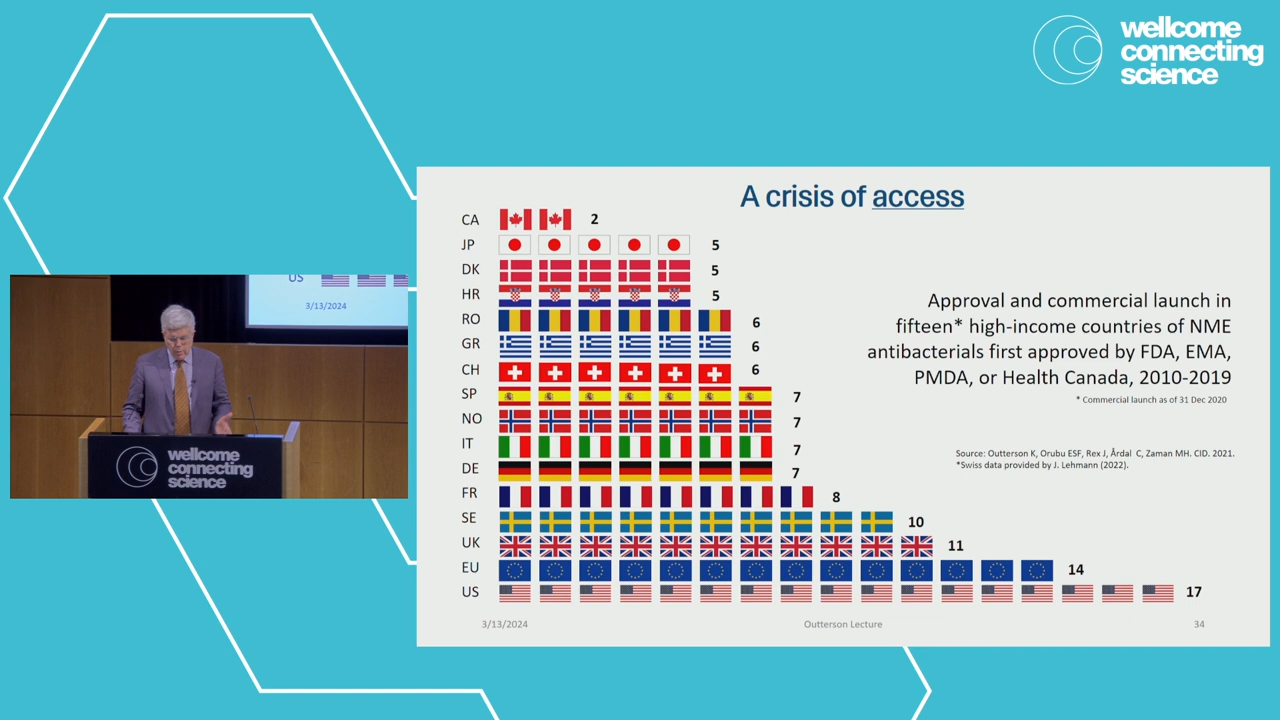 wellcome
connecting
science
A crisis of access
CA 2
JP 5
DK 5
HR 5
RO 6
GR 6
CH 6
SP 7
NO 7
IT 7
DE 7
FR 8
SE 10
UK 11
EU 14
US 17
Approval and commercial launch in
fifteen* high-income countries of NME
antibacterials first approved by FDA, EMA,
PMDA, or Health Canada, 2010-2019
* Commercial launch as of 31 Dec 2020
Source: Outterson K, Orubu ESF, Rex J, Årdal C, Zaman MH. CID. 2021.
*Swiss data provided by J. Lehmann (2022).
3/13/2024 Outterson Lecture 34
US
3/13/2024
wellcome
connecting
science